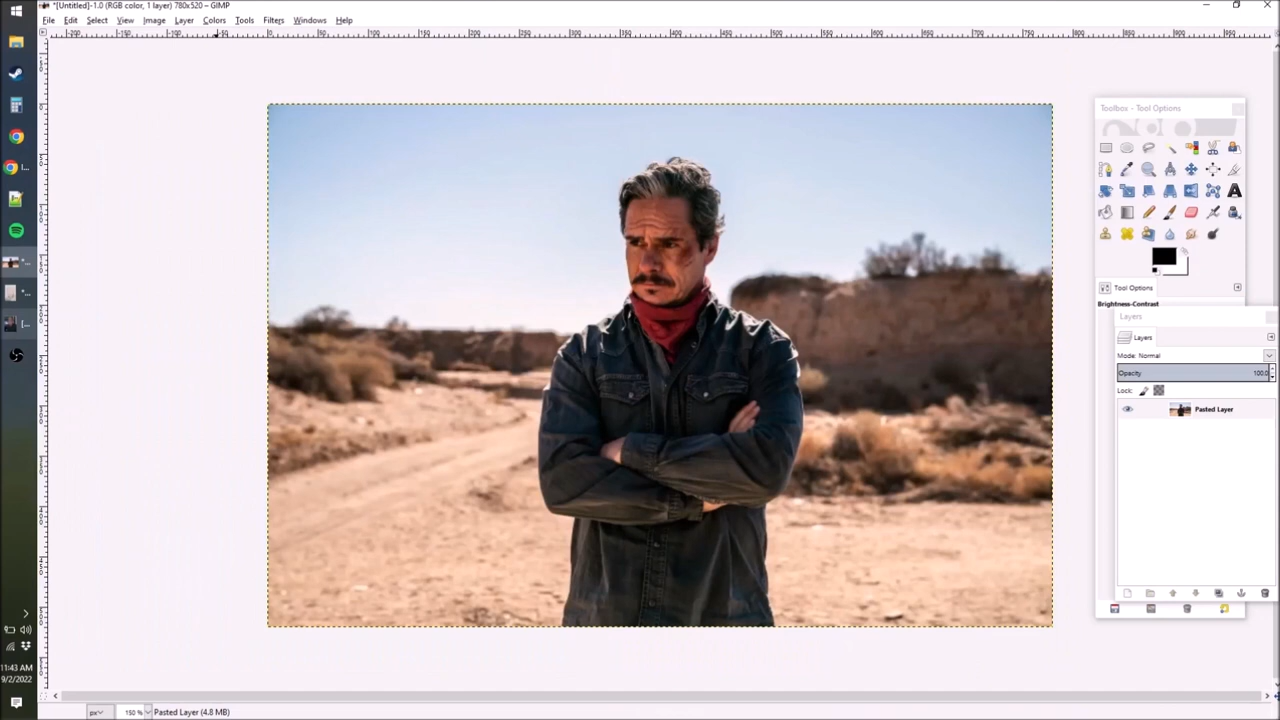 *[Untitled]-1.0 (RGB color, 1 layer) 780x520 – GIMP
File Edit Select View Image Layer Colors Tools Filters Windows Help
Toolbox - Tool Options
Tool Options
Brightness-Contrast
Layers
Layers
Mode: Normal
Opacity 100.0
Lock:
Pasted Layer
11:43 AM
9/2/2022
px 150 % Pasted Layer (4.8 MB)